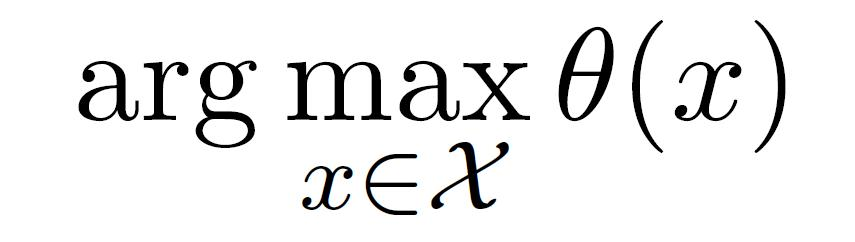 arg max θ(x)
x∈𝒳